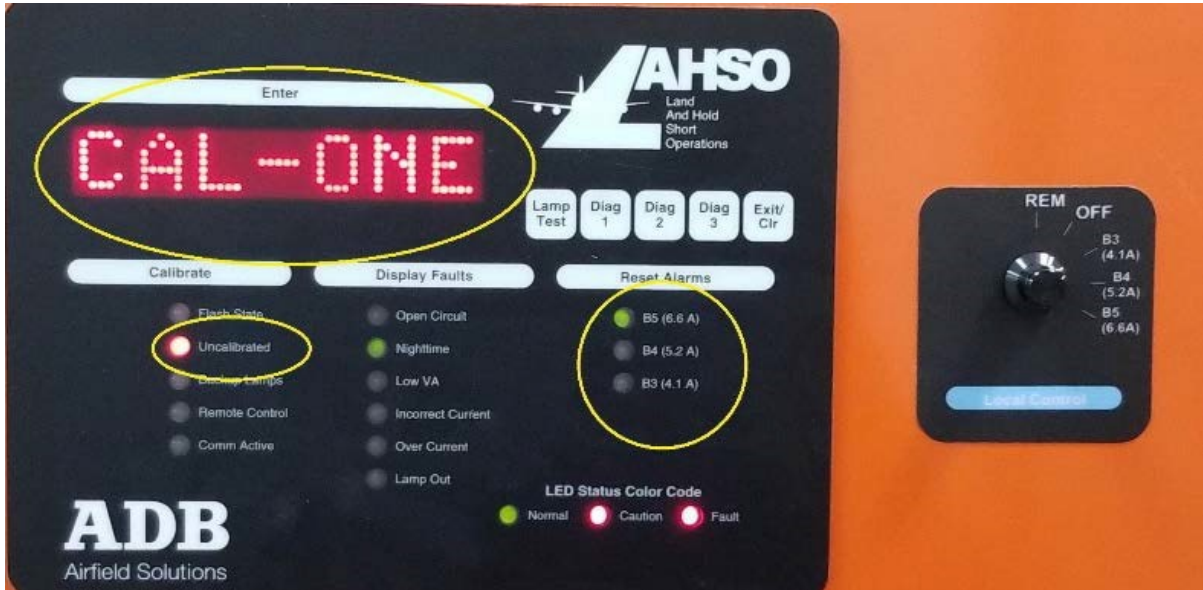 Enter
CAL-ONE
LAHSO
Land
And Hold
Short
Operations
Lamp
Test
Diag
1
Diag
2
Diag
3
Exit/
Clr
Calibrate
Display Faults
Reset Alarms
Flash State
Uncalibrated
Backup Lamps
Remote Control
Comm Active
Open Circuit
Nighttime
Low VA
Incorrect Current
Over Current
Lamp Out
B5 (6.6 A)
B4 (5.2 A)
B3 (4.1 A)
LED Status Color Code
Normal Caution Fault
ADB
Airfield Solutions
REM
OFF
B3
(4.1A)
B4
(5.2A)
B5
(6.6A)
Local Control